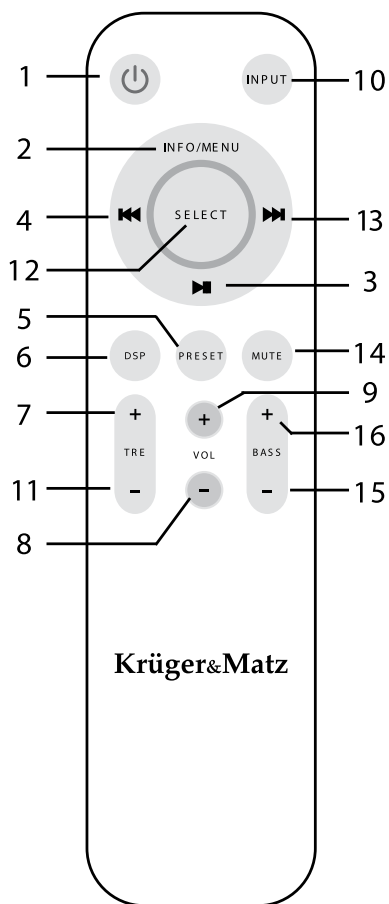 1
INPUT
10
2
INFO/MENU
4
SELECT
13
12
3
5
6
DSP
PRESET
MUTE
14
9
7
+
+
+
16
TRE
VOL
BASS
11
-
-
-
15
8
Krüger&Matz